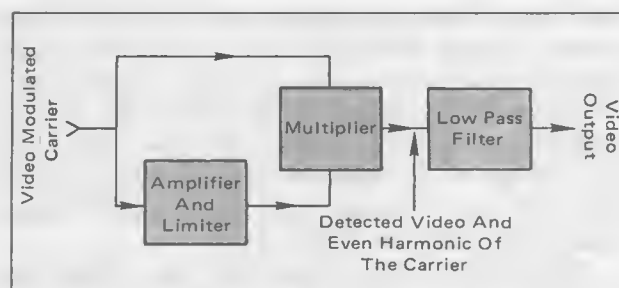 Video Modulated
Carrier
Multiplier
Low Pass
Filter
Video
Output
Amplifier
And
Limiter
Detected Video And
Even Harmonic Of
The Carrier